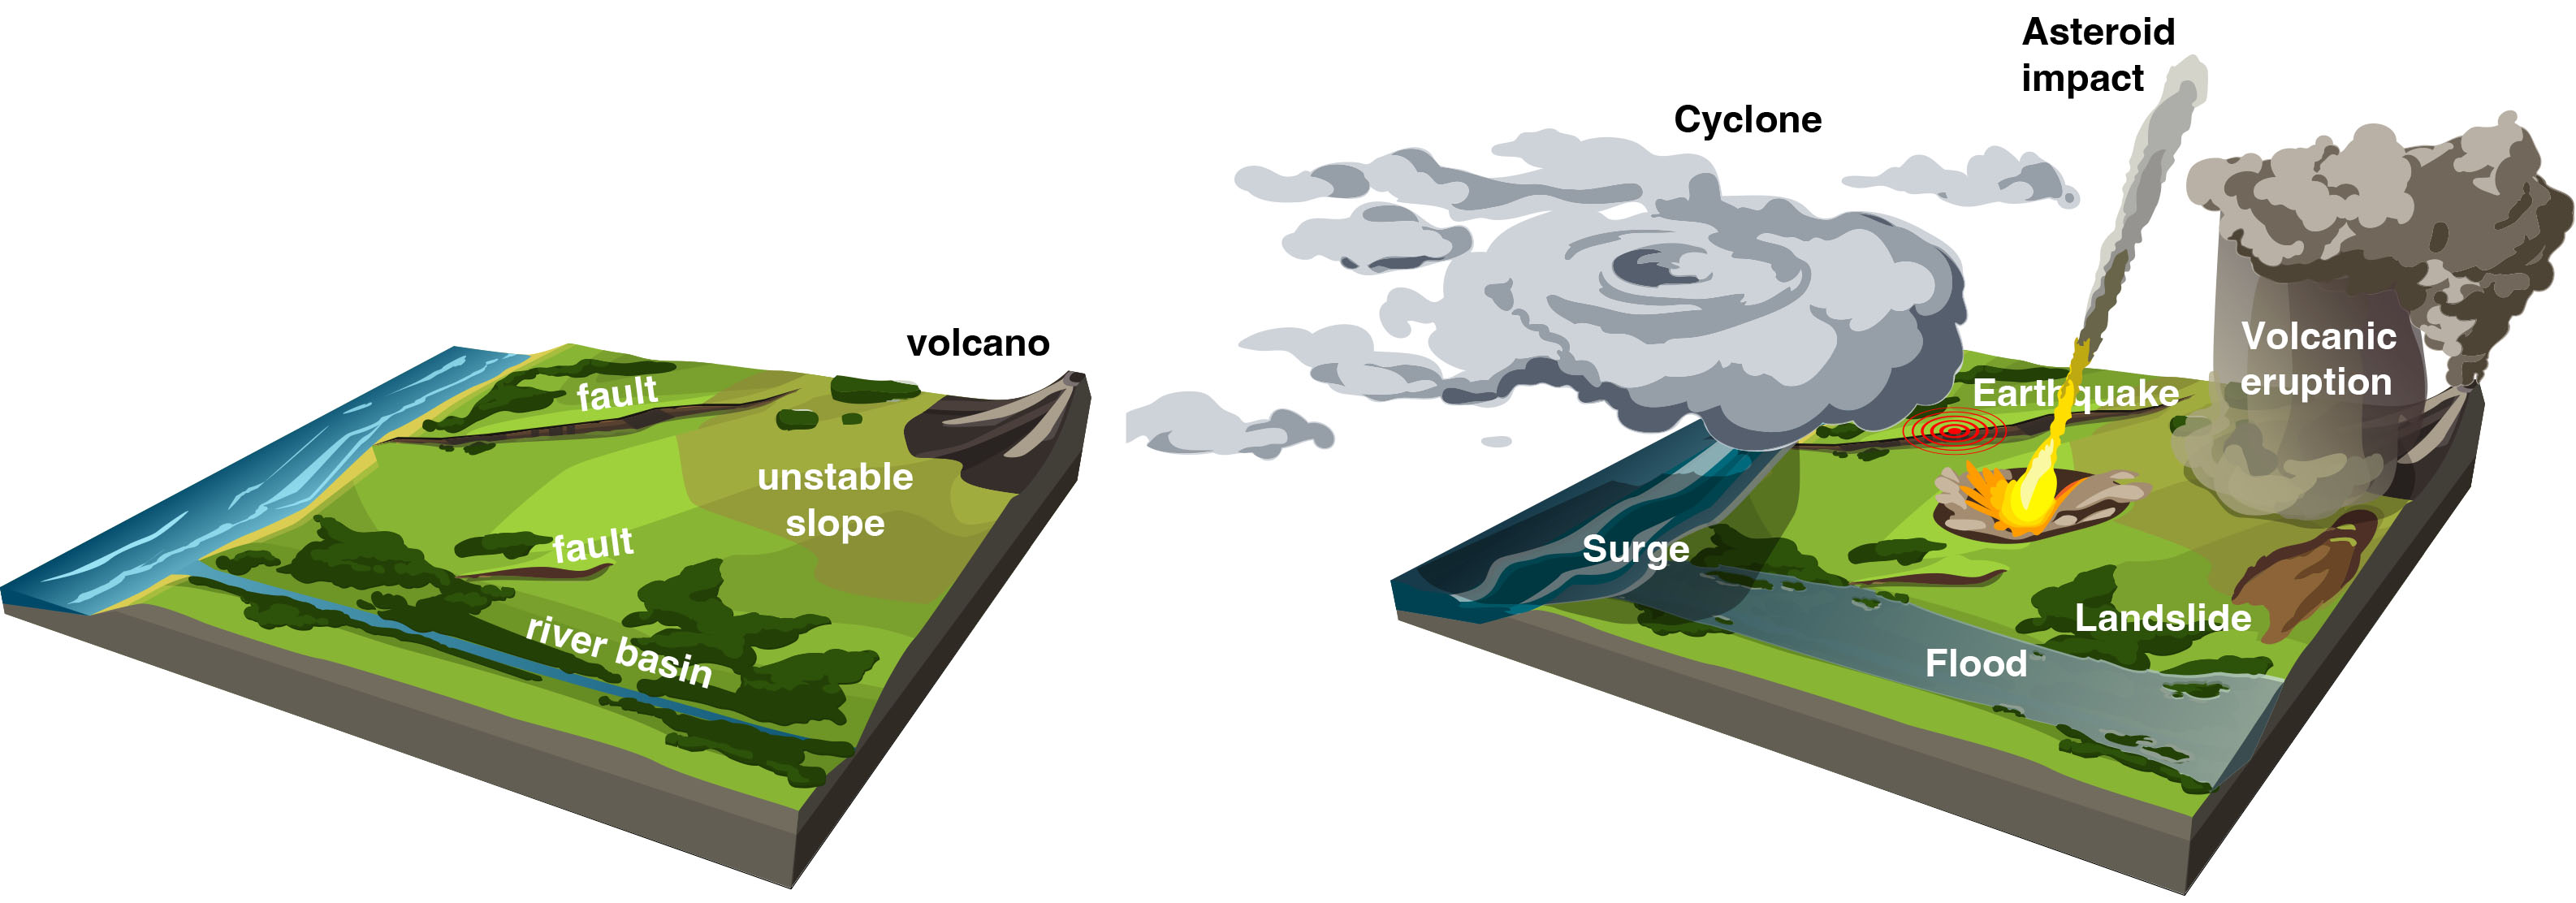 volcano
fault
unstable
slope
fault
river basin
Asteroid
impact
Cyclone
Volcanic
eruption
Earthquake
Surge
Landslide
Flood